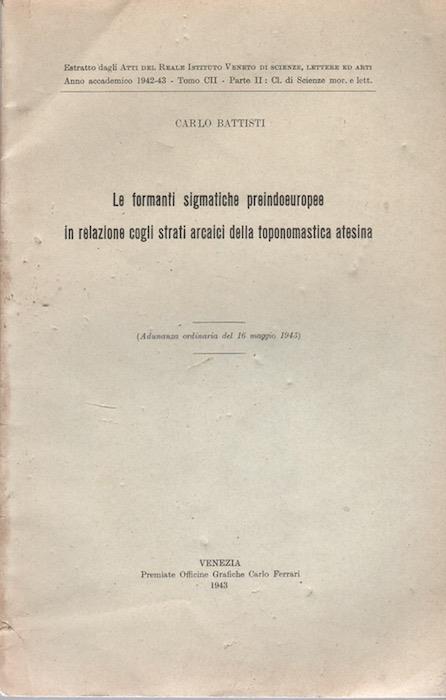 Estratto dagli ATTI DEL REALE ISTITUTO VENETO DI SCIENZE, LETTERE ED ARTI
Anno accademico 1942-43 - Tomo CII - Parte II : Cl. di Scienze mor. e lett.
CARLO BATTISTI
Le formanti sigmatiche preindoeuropee
in relazione cogli strati arcaici della toponomastica atesina
(Adunanza ordinaria del 16 maggio 1943)
VENEZIA
Premiate Officine Grafiche Carlo Ferrari
1943